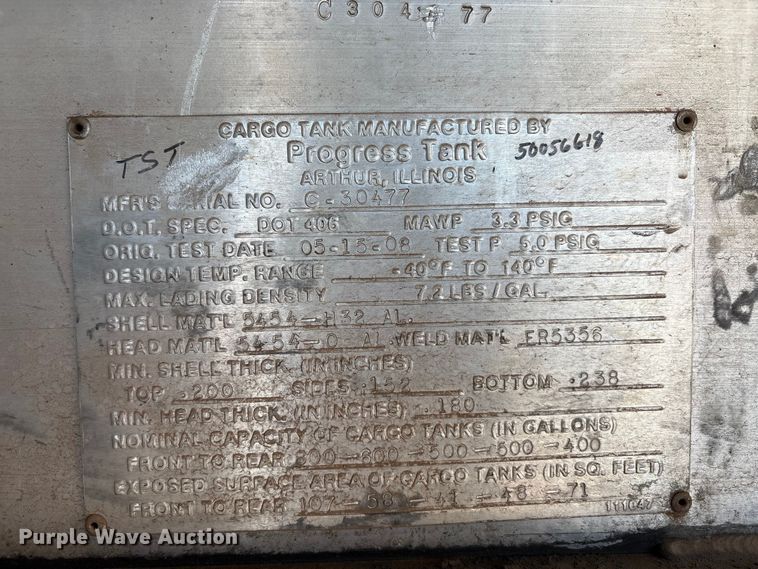 C304 77
CARGO TANK MANUFACTURED BY
TST Progress Tank 50056618
ARTHUR, ILLINOIS
MFR'S SERIAL NO. C-30477
D.O.T. SPEC. DOT 406 MAWP 3.3 PSIG
ORIG. TEST DATE 05-15-08 TEST P. 5.0 PSIG
DESIGN TEMP. RANGE -40°F TO 140°F
MAX. LADING DENSITY 7.2 LBS / GAL.
SHELL MAT'L 5454-H32 AL.
HEAD MAT'L 5454-0 AL WELD MAT'L ER5356
MIN. SHELL THICK. (IN INCHES)
TOP .200 SIDES .152 BOTTOM .238
MIN. HEAD THICK. (IN INCHES) .180
NOMINAL CAPACITY OF CARGO TANKS (IN GALLONS)
FRONT TO REAR -500-500-400
EXPOSED SURFACE AREA OF CARGO TANKS (IN SQ. FEET)
FRONT TO REAR 107-58-41-48-71
Purple Wave Auction